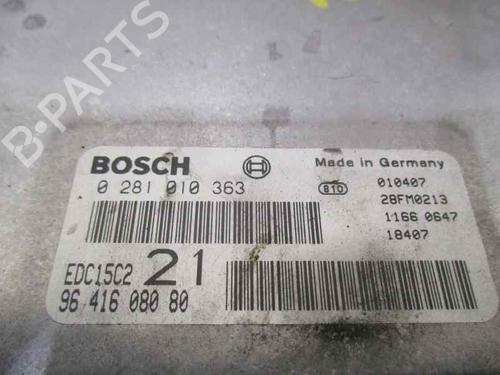 B-PARTS
BOSCH
Made in Germany
0 281 010 363
810
010407
28FM0213
1166 0647
18407
EDC15C2 21
96 416 080 80